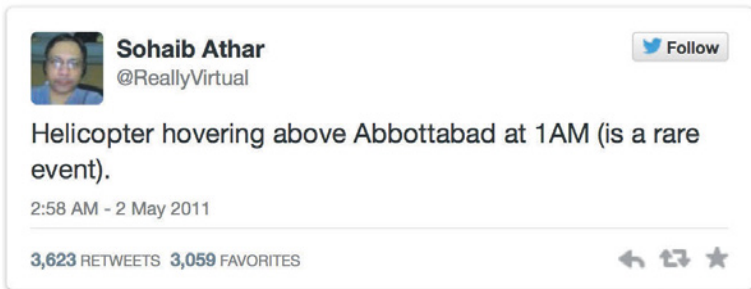 Sohaib Athar
Follow
@ReallyVirtual
Helicopter hovering above Abbottabad at 1AM (is a rare
event).
2:58 AM - 2 May 2011
3,623 RETWEETS 3,059 FAVORITES